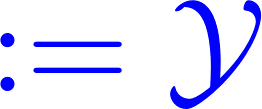 := 𝒴